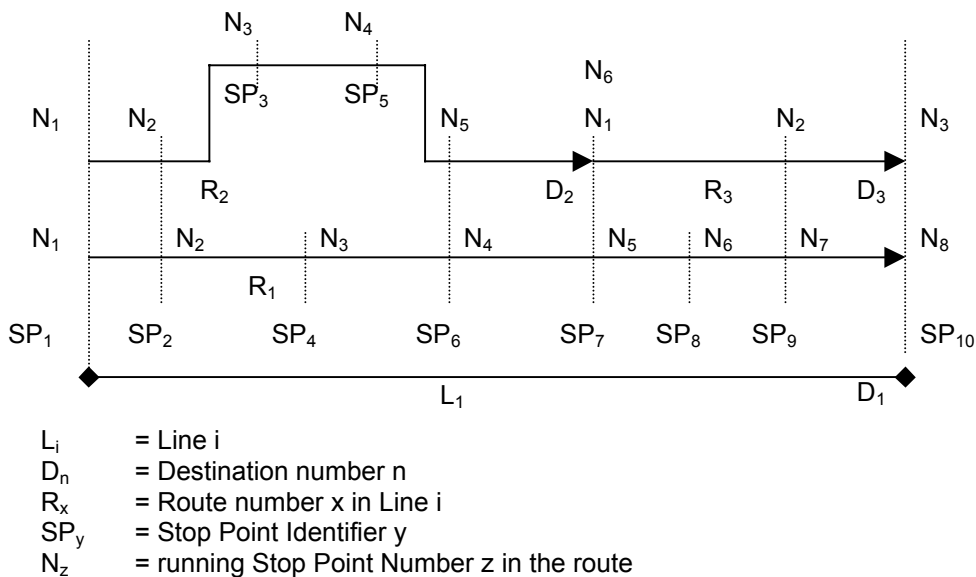 N₃ N₄
N₆
SP₃ SP₅
N₁ N₂ N₅ N₁ N₂ N₃
R₂ D₂ R₃ D₃
N₁ N₂ N₃ N₄ N₅ N₆ N₇ N₈
R₁
SP₁ SP₂ SP₄ SP₆ SP₇ SP₈ SP₉ SP₁₀
L₁ D₁
Lᵢ = Line i
Dₙ = Destination number n
Rₓ = Route number x in Line i
SPy = Stop Point Identifier y
Nz = running Stop Point Number z in the route